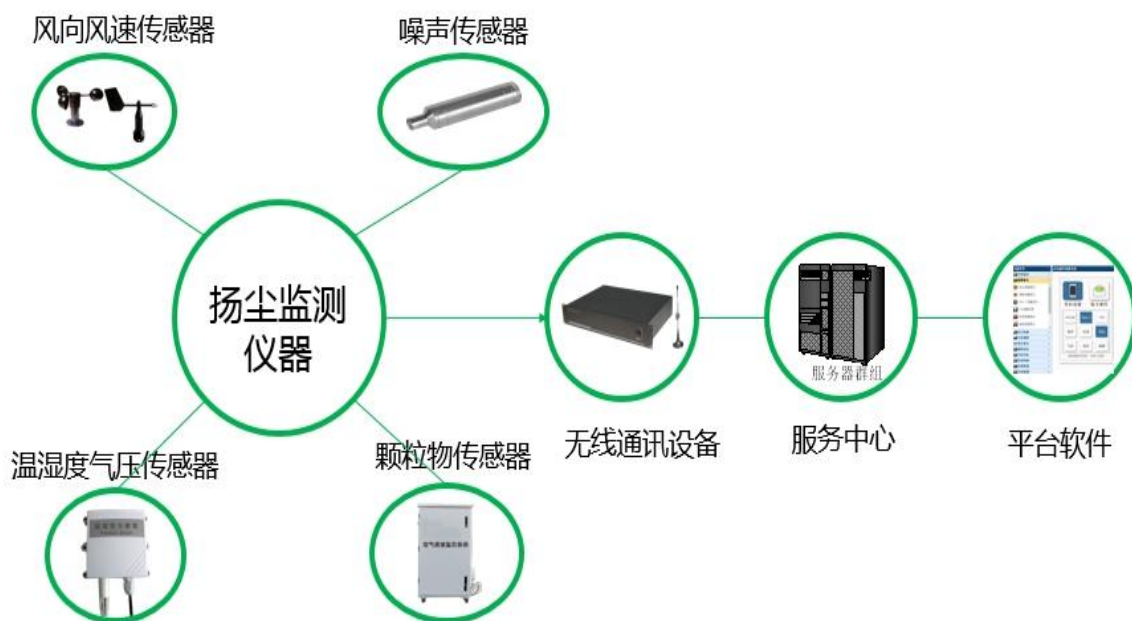 风向风速传感器
噪声传感器
扬尘监测
仪器
服务器群组
无线通讯设备
服务中心
平台软件
温湿度气压传感器
颗粒物传感器